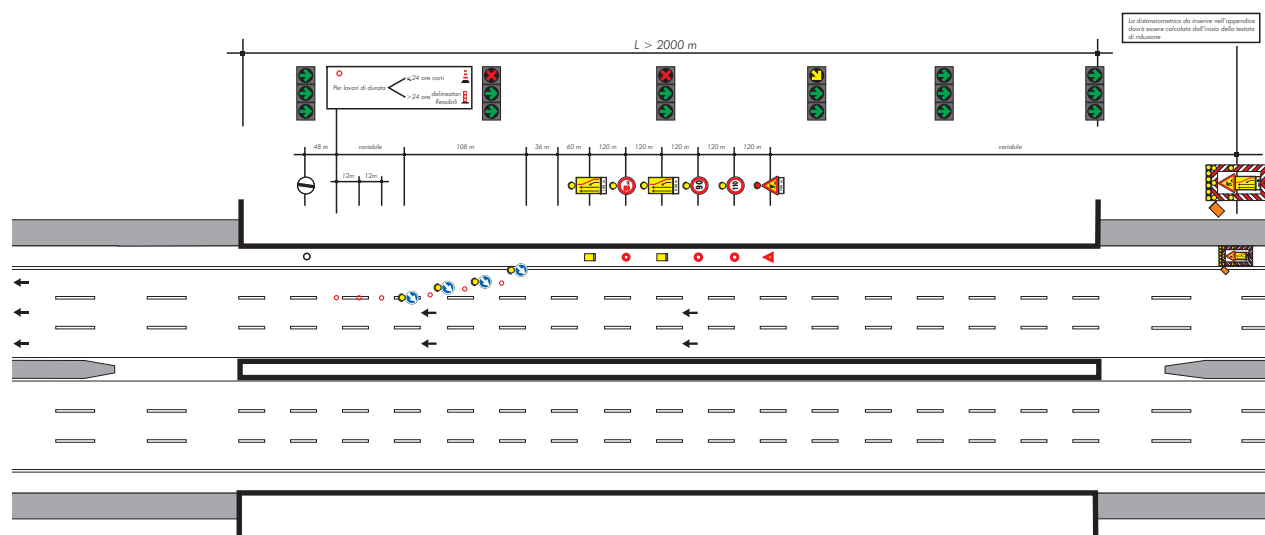 La distanziometrica da inserire nell'appendice
dovrà essere calcolata dall'inizio della testata
di riduzione
L > 2000 m
Per lavori di durata
<24 ore coni
>24 ore delineatori
flessibili
48 m
variabile
108 m
36 m
60 m
120 m
120 m
120 m
120 m
120 m
variabile
12m
12m
90
110